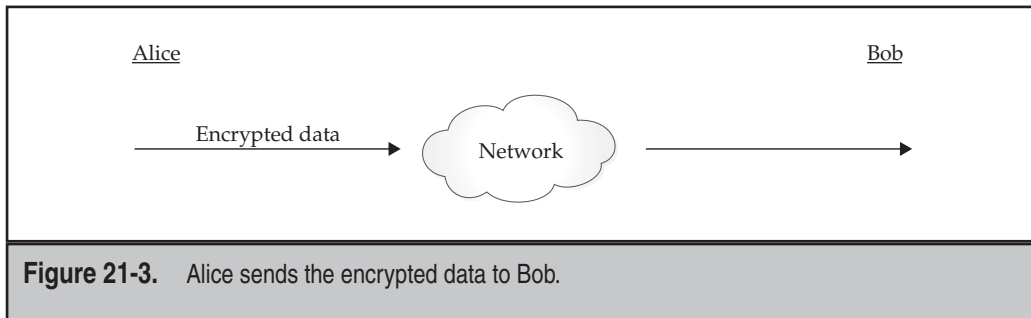 Alice
Bob
Encrypted data
Network
Figure 21-3. Alice sends the encrypted data to Bob.